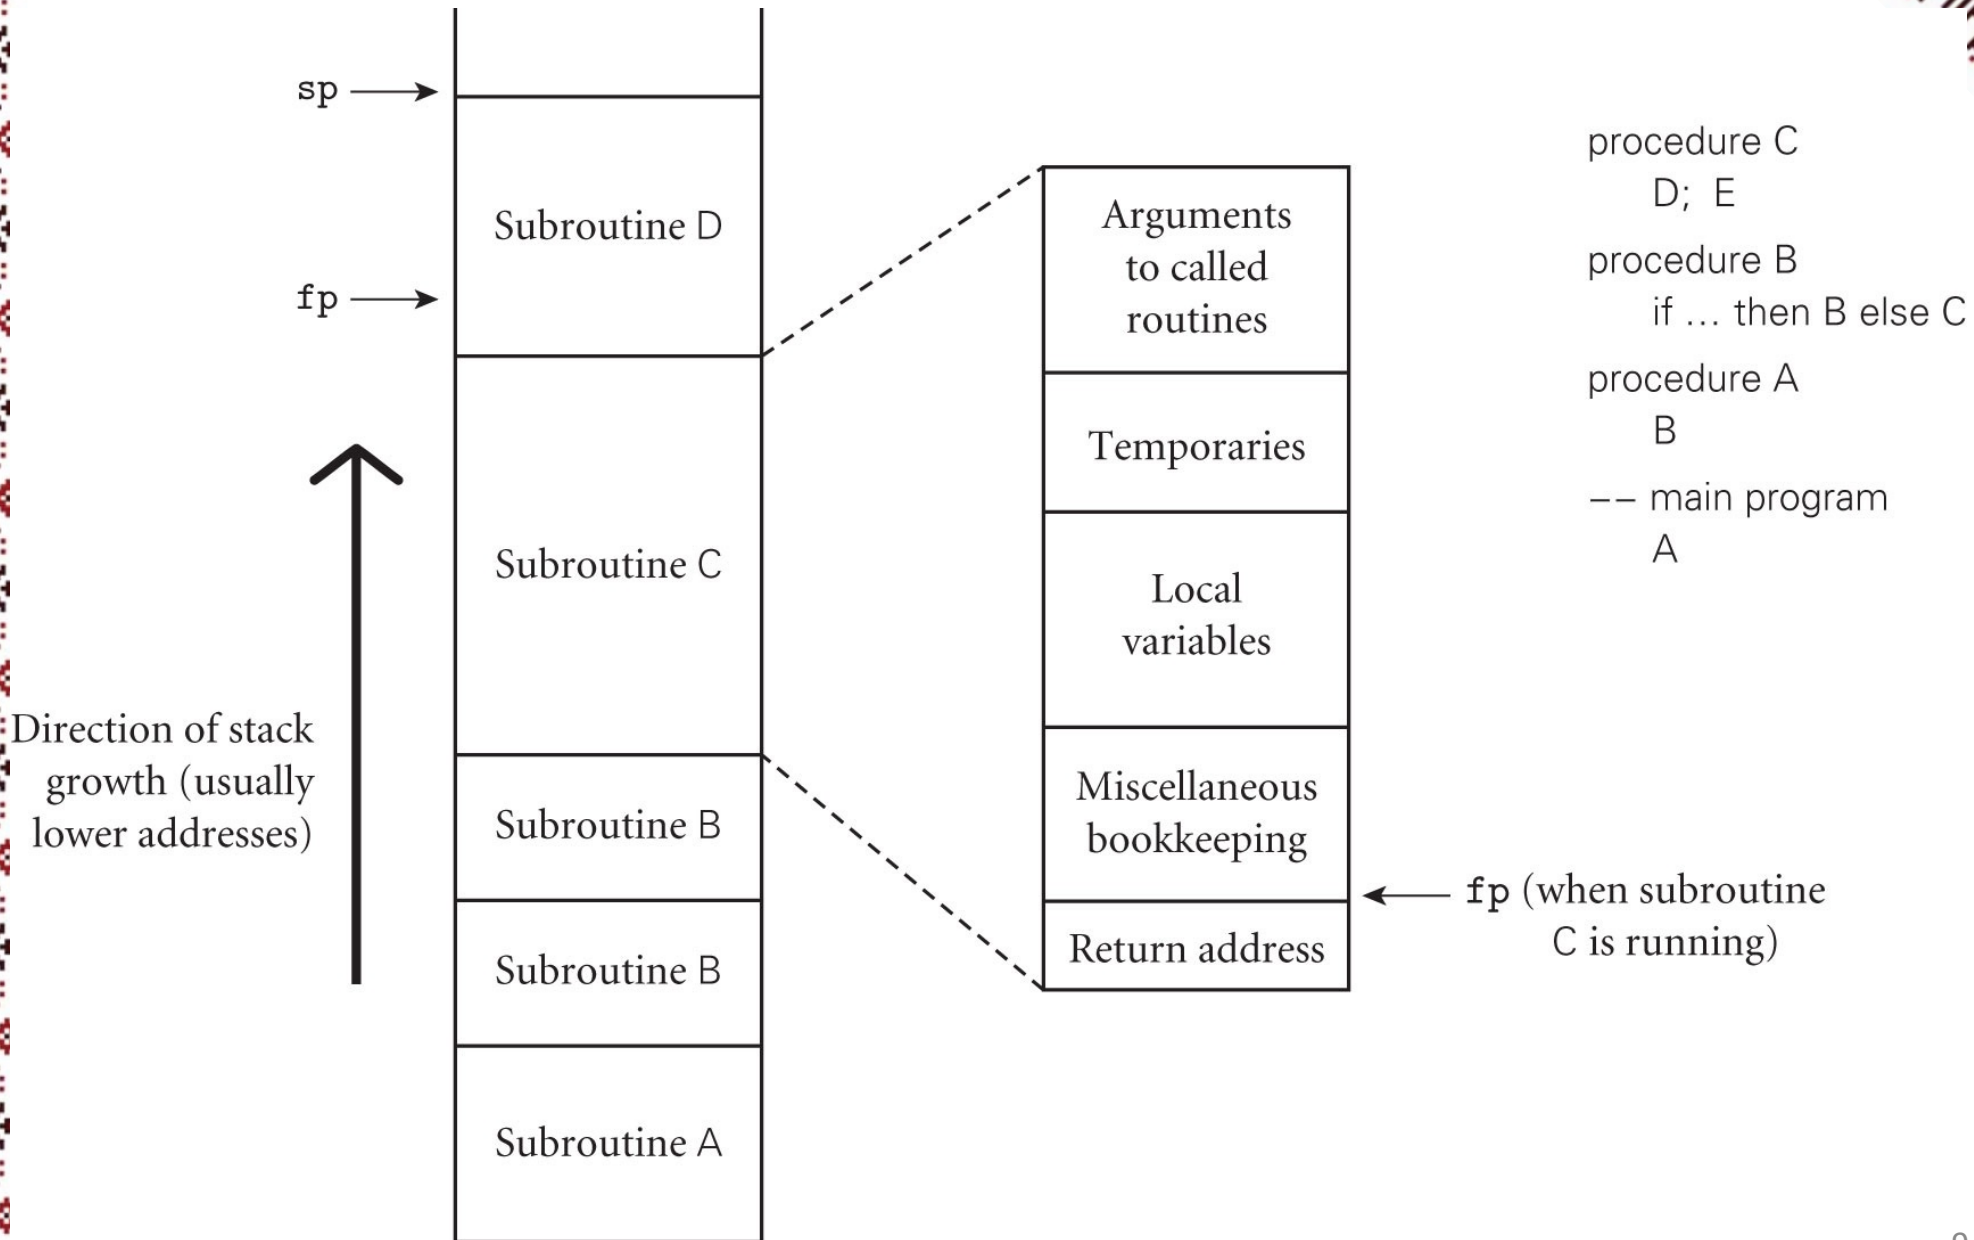 sp
Subroutine D
fp
Subroutine C
Direction of stack
growth (usually
lower addresses)
Subroutine B
Subroutine B
Subroutine A
Arguments
to called
routines
Temporaries
Local
variables
Miscellaneous
bookkeeping
Return address
fp (when subroutine
C is running)
procedure C
D; E
procedure B
if ... then B else C
procedure A
B
-- main program
A